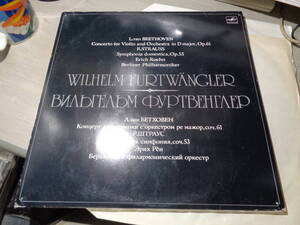 L.van BEETHOVEN
Concerto for Violin and Orchestra in D major, Op.61
R.STRAUSS
Symphonia domestica, Op.53
Erich Roehn
Berliner Philharmoniker
WILHELM FURTWÄNGLER
ВИЛЬГЕЛЬМ ФУРТВЕНГЛЕР
Л.ван БЕТХОВЕН
Концерт с оркестром ре мажор, соч.61
ШТРАУС
симфония, соч.53
Эрих Рён
филармонический оркестр